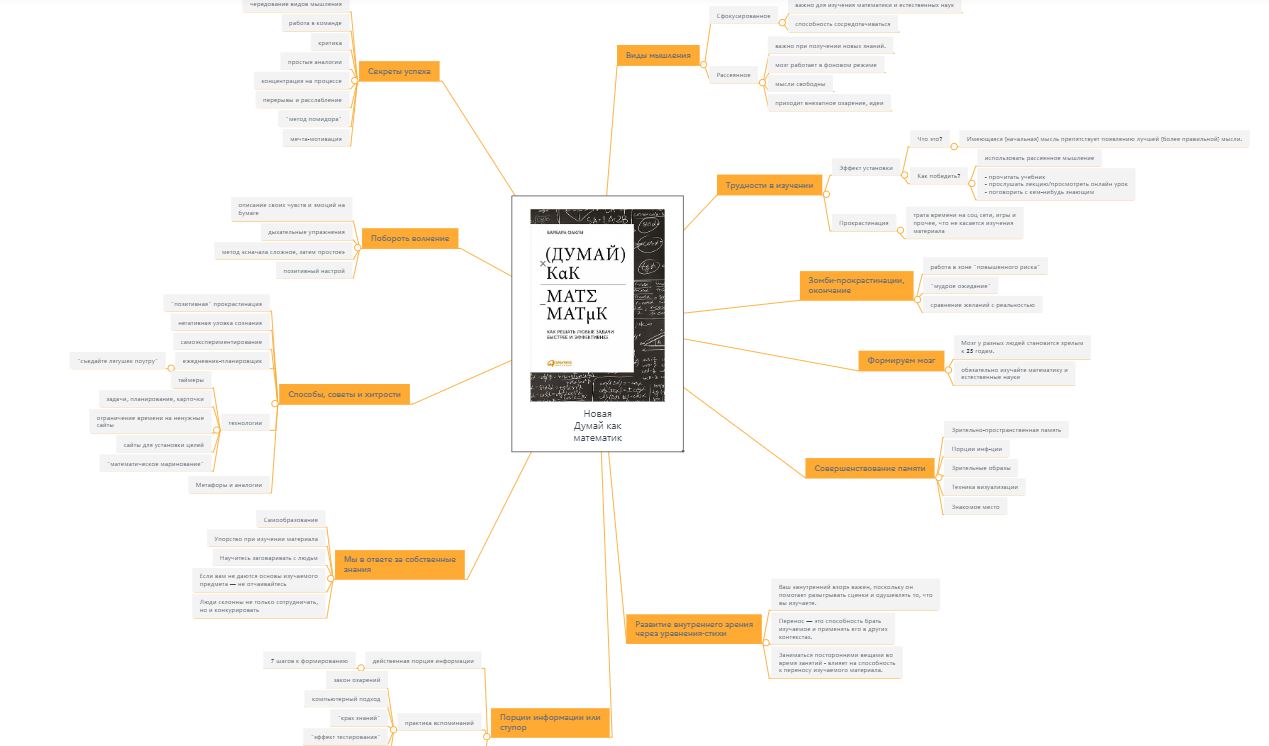 чередование видов мышления
работа в команде
критика
простые аналогии
концентрация на процессе
перерывы и расслабление
"метод помидора"
мечта-мотивация
Секреты успеха
Виды мышления
Сфокусированное
важно для изучения математики и естественных наук
способность сосредотачиваться
Рассеянное
важно при получении новых знаний.
мозг работает в фоновом режиме
мысли свободны
приходит внезапное озарение, идеи
Трудности в изучении
Эффект установки
Что это?
Имеющаяся (начальная) мысль препятствует появлению лучшей (более правильной) мысли.
Как победить?
использовать рассеянное мышление
- прочитать учебник
- прослушать лекцию/просмотреть онлайн урок
- поговорить с кем-нибудь знающим
Прокрастинация
трата времени на соц сети, игры и
прочее, что не касается изучения
материала
описание своих чувств и эмоций на
бумаге
дыхательные упражнения
метод «сначала сложное, затем простое»
позитивный настрой
Побороть волнение
БАРБАРА ОАКЛИ
(ДУМАЙ)
× КаК
МАТΣ
– МАТμК
КАК РЕШАТЬ ЛЮБЫЕ ЗАДАЧИ
БЫСТРЕЕ И ЭФФЕКТИВНЕЕ
Новая
Думай как
математик
Зомби-прокрастинации,
окончание
работа в зоне "повышенного риска"
"мудрое ожидание"
сравнение желаний с реальностью
Формируем мозг
Мозг у разных людей становится зрелым
к 25 годам.
обязательно изучайте математику и
естественные науки
"позитивная" прокрастинация
негативная уловка сознания
самоэкспериментирование
"съедайте лягушек поутру"
ежедневник-планировщик
таймеры
задачи, планирование, карточки
ограничение времени на ненужные
сайты
технологии
сайты для установки целей
"математическое маринование"
Метафоры и аналогии
Способы, советы и хитрости
Совершенствование памяти
Зрительно-пространственная память
Порции инф-ции
Зрительные образы
Техника визуализации
Знакомое место
Самообразование
Упорство при изучении материала
Научитесь заговаривать с людьм
Если вам не даются основы изучаемого
предмета — не отчаивайтесь
Люди склонны не только сотрудничать,
но и конкурировать
Мы в ответе за собственные
знания
Развитие внутреннего зрения
через уравнения-стихи
Ваш «внутренний взор» важен, поскольку он
помогает разыгрывать сценки и одушевлять то, что
вы изучаете.
Перенос — это способность брать
изучаемое и применять его в других
контекстах.
Заниматься посторонними вещами во
время занятий - влияет на способность
к переносу изучаемого материала.
7 шагов к формированию
действенная порция информации
закон озарений
компьютерный подход
"крах знаний"
"эффект тестирования"
практика вспоминаний
Порции информации или
ступор